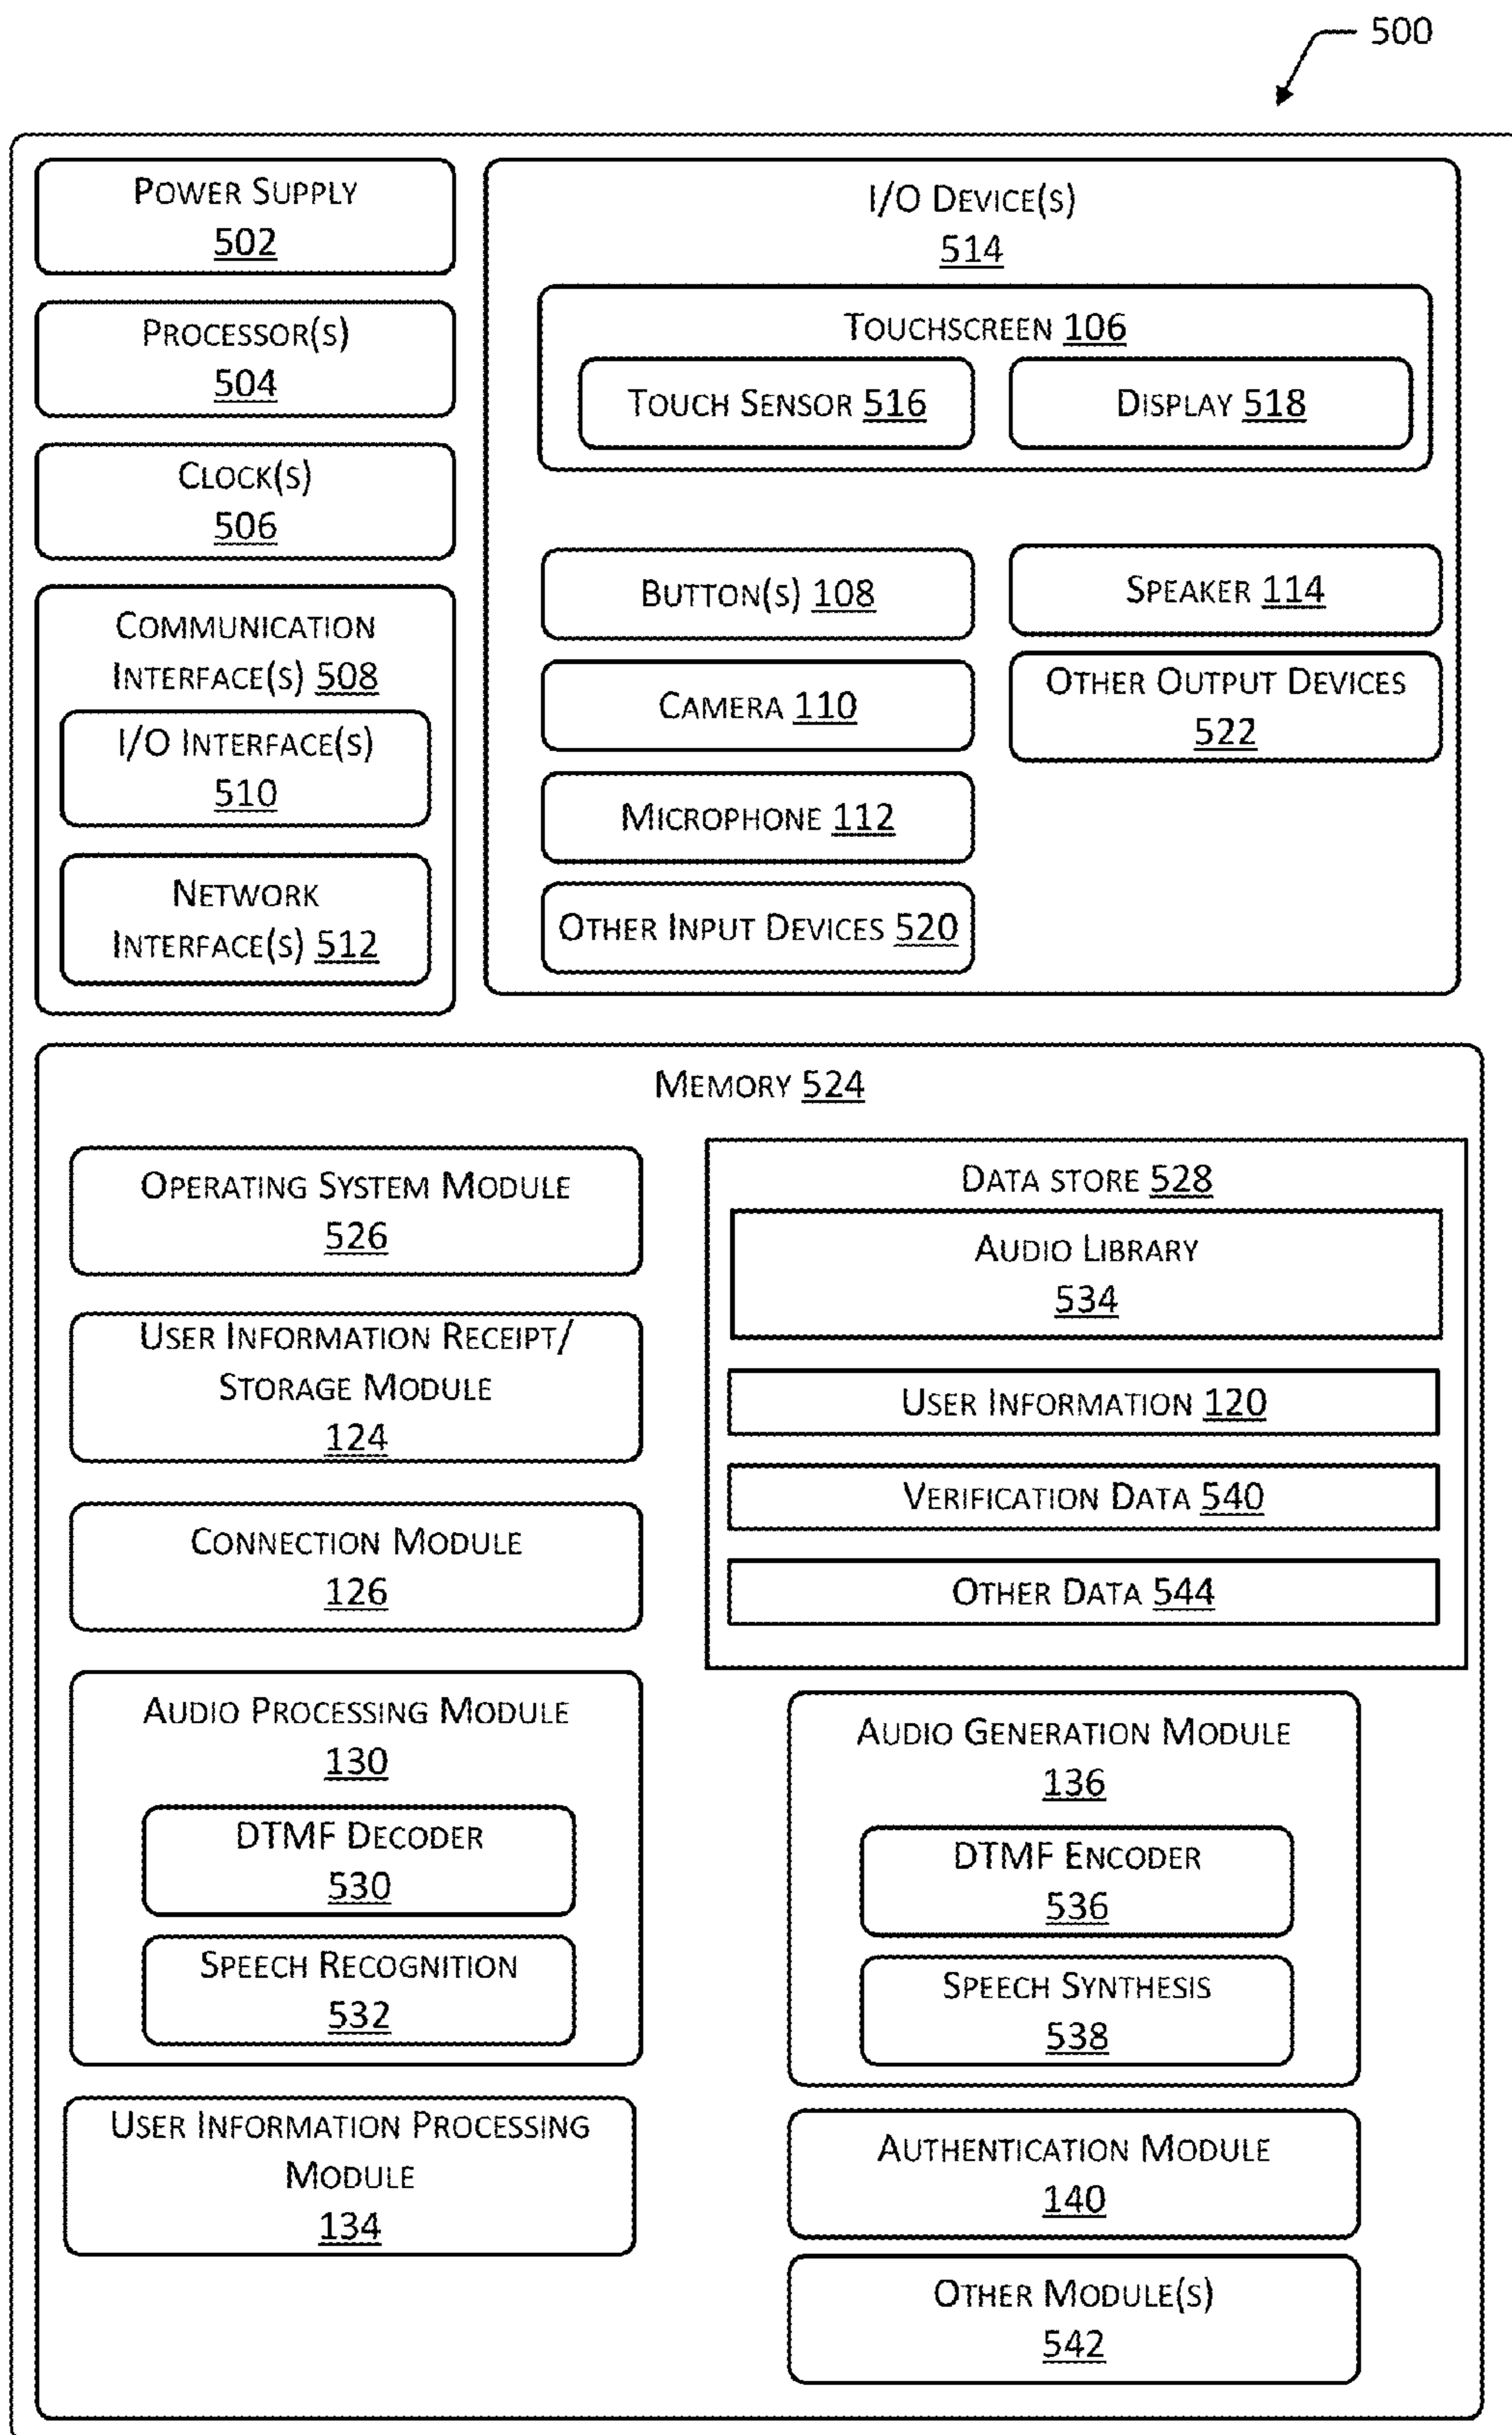 500
Power Supply
502
Processor(s)
504
Clock(s)
506
Communication
Interface(s) 508
I/O Interface(s)
510
Network
Interface(s) 512
I/O Device(s)
514
Touchscreen 106
Touch Sensor 516
Display 518
Button(s) 108
Camera 110
Microphone 112
Other Input Devices 520
Speaker 114
Other Output Devices
522
Memory 524
Operating System Module
526
User Information Receipt/
Storage Module
124
Connection Module
126
Audio Processing Module
130
DTMF Decoder
530
Speech Recognition
532
User Information Processing
Module
134
Data store 528
Audio Library
534
User Information 120
Verification Data 540
Other Data 544
Audio Generation Module
136
DTMF Encoder
536
Speech Synthesis
538
Authentication Module
140
Other Module(s)
542